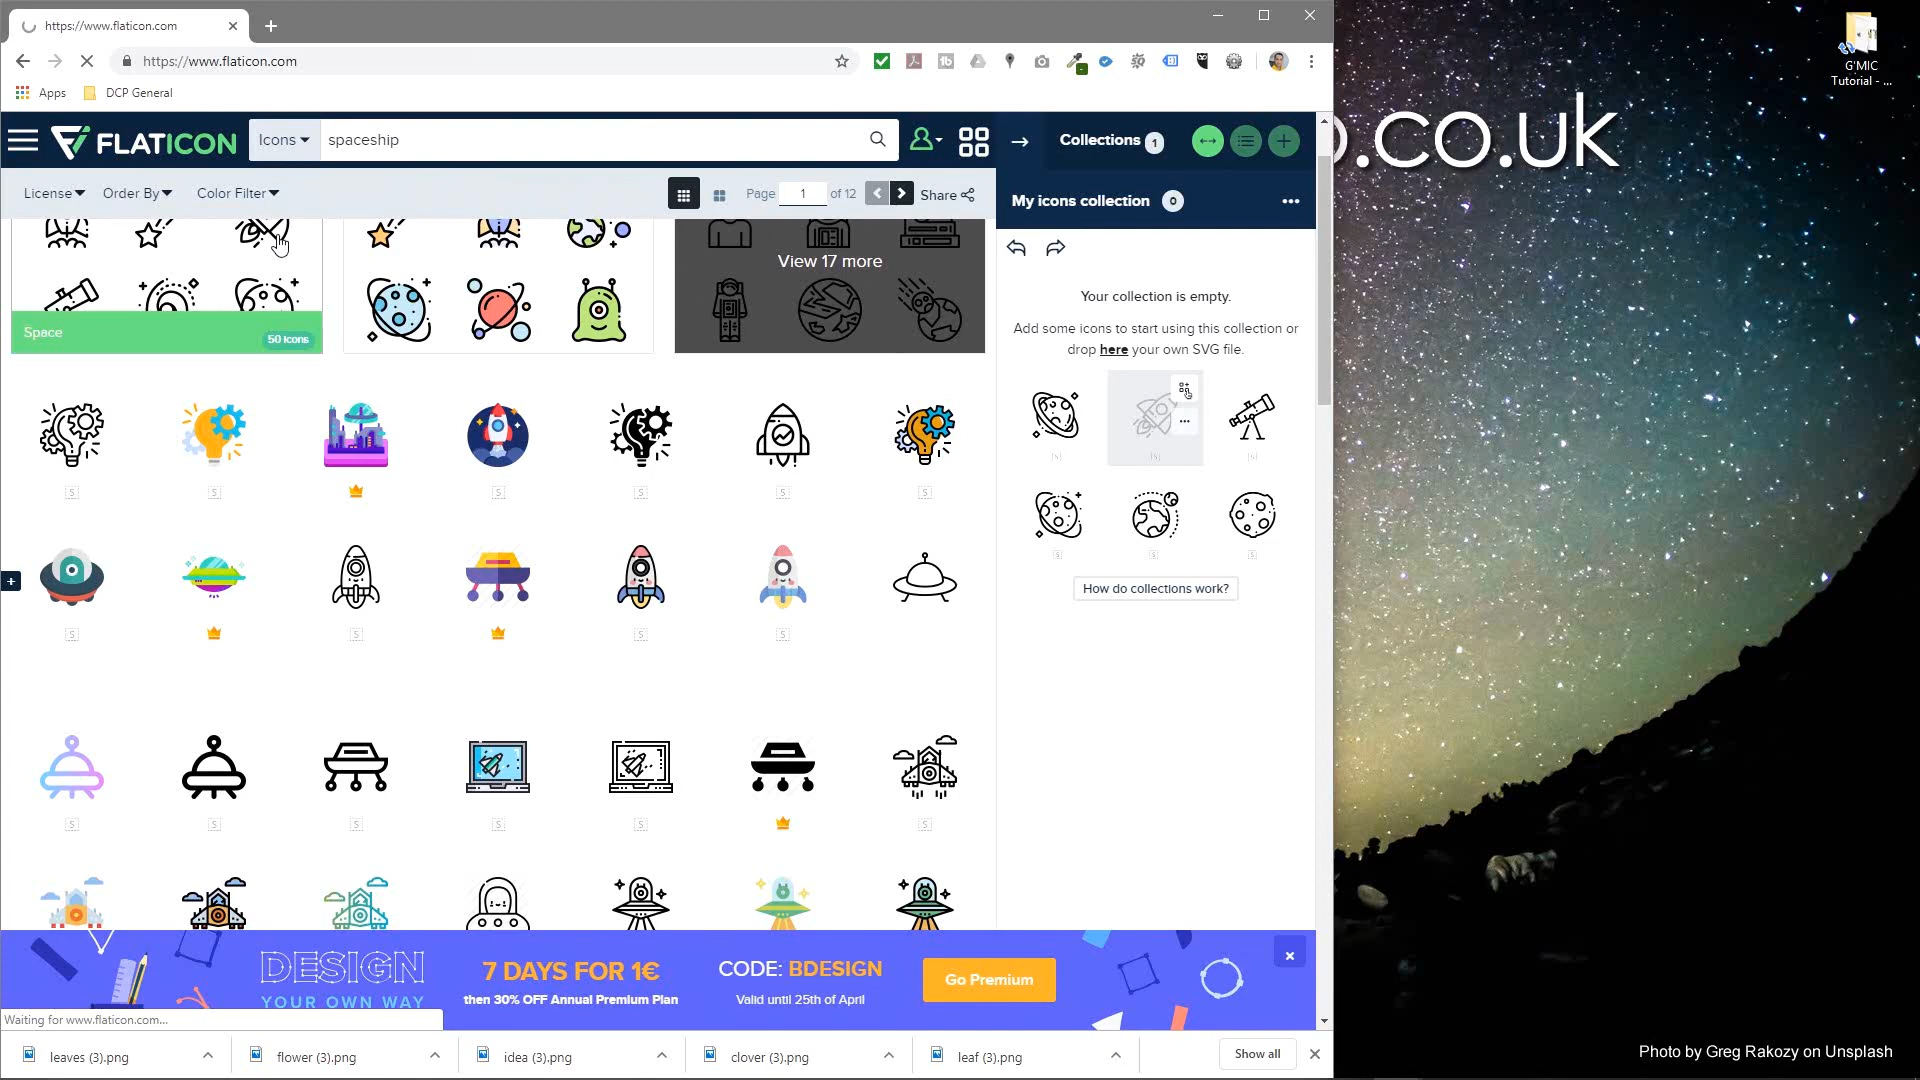 https://www.flaticon.com
https://www.flaticon.com
Apps
DCP General
FLATICON
Icons
spaceship
Collections 1
License
Order By
Color Filter
Page 1 of 12
Share
My icons collection 0
View 17 more
Space
50 Icons
Your collection is empty.
Add some icons to start using this collection or
drop here your own SVG file.
S S S S S S
S S S S
S S S
How do collections work?
S S S S S S
DESIGN
YOUR OWN WAY
7 DAYS FOR 1€
then 30% OFF Annual Premium Plan
CODE: BDESIGN
Valid until 25th of April
Go Premium
Waiting for www.flaticon.com...
leaves (3).png
flower (3).png
idea (3).png
clover (3).png
leaf (3).png
Show all
G'MIC
Tutorial - ...
.co.uk
Photo by Greg Rakozy on Unsplash